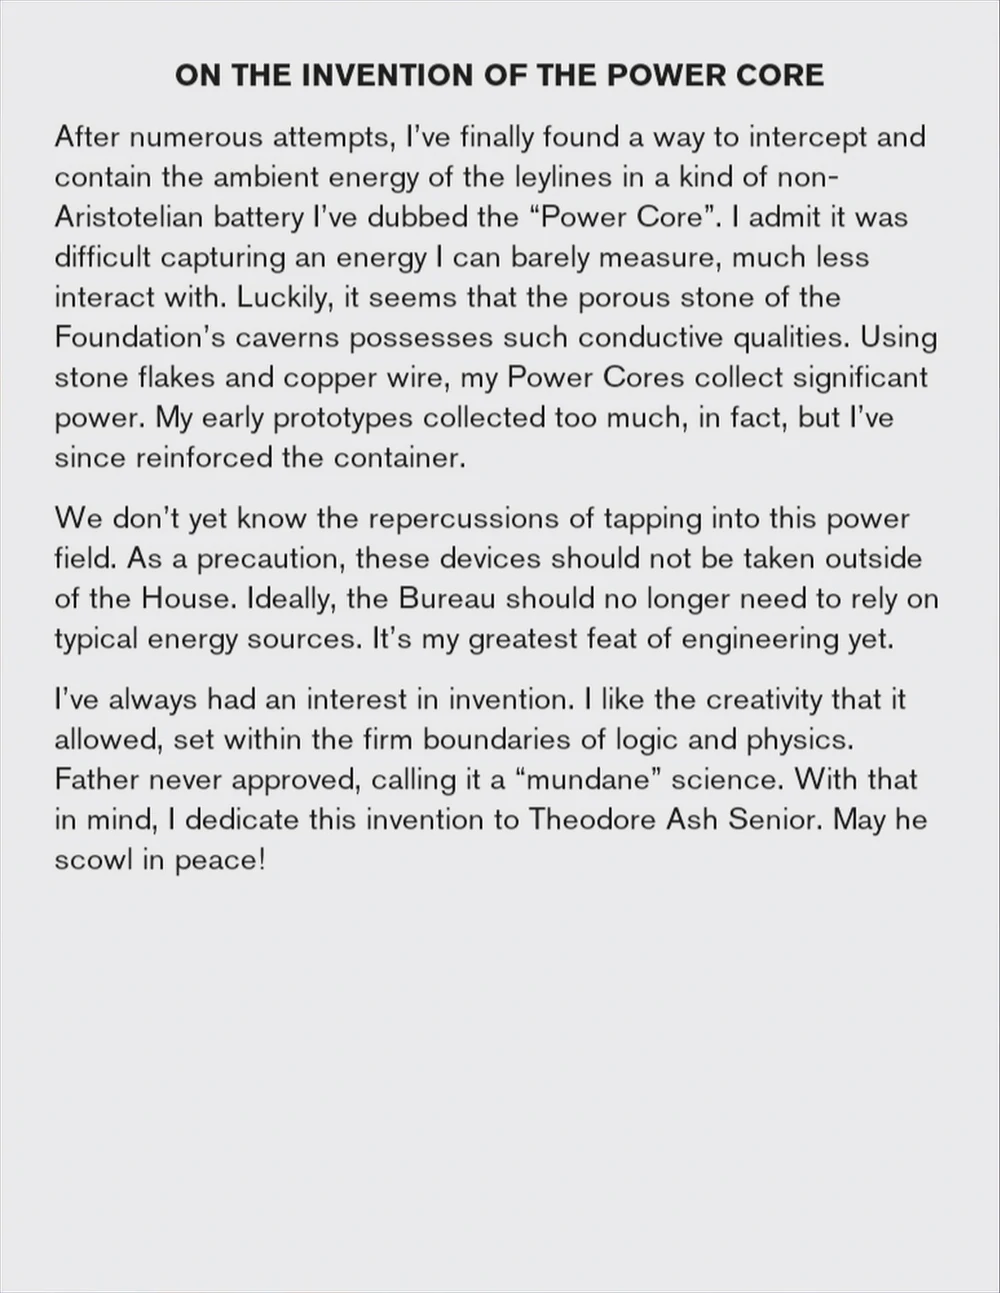 ON THE INVENTION OF THE POWER CORE
After numerous attempts, I’ve finally found a way to intercept and
contain the ambient energy of the leylines in a kind of non-
Aristotelian battery I’ve dubbed the “Power Core”. I admit it was
difficult capturing an energy I can barely measure, much less
interact with. Luckily, it seems that the porous stone of the
Foundation’s caverns possesses such conductive qualities. Using
stone flakes and copper wire, my Power Cores collect significant
power. My early prototypes collected too much, in fact, but I’ve
since reinforced the container.
We don’t yet know the repercussions of tapping into this power
field. As a precaution, these devices should not be taken outside
of the House. Ideally, the Bureau should no longer need to rely on
typical energy sources. It’s my greatest feat of engineering yet.
I’ve always had an interest in invention. I like the creativity that it
allowed, set within the firm boundaries of logic and physics.
Father never approved, calling it a “mundane” science. With that
in mind, I dedicate this invention to Theodore Ash Senior. May he
scowl in peace!